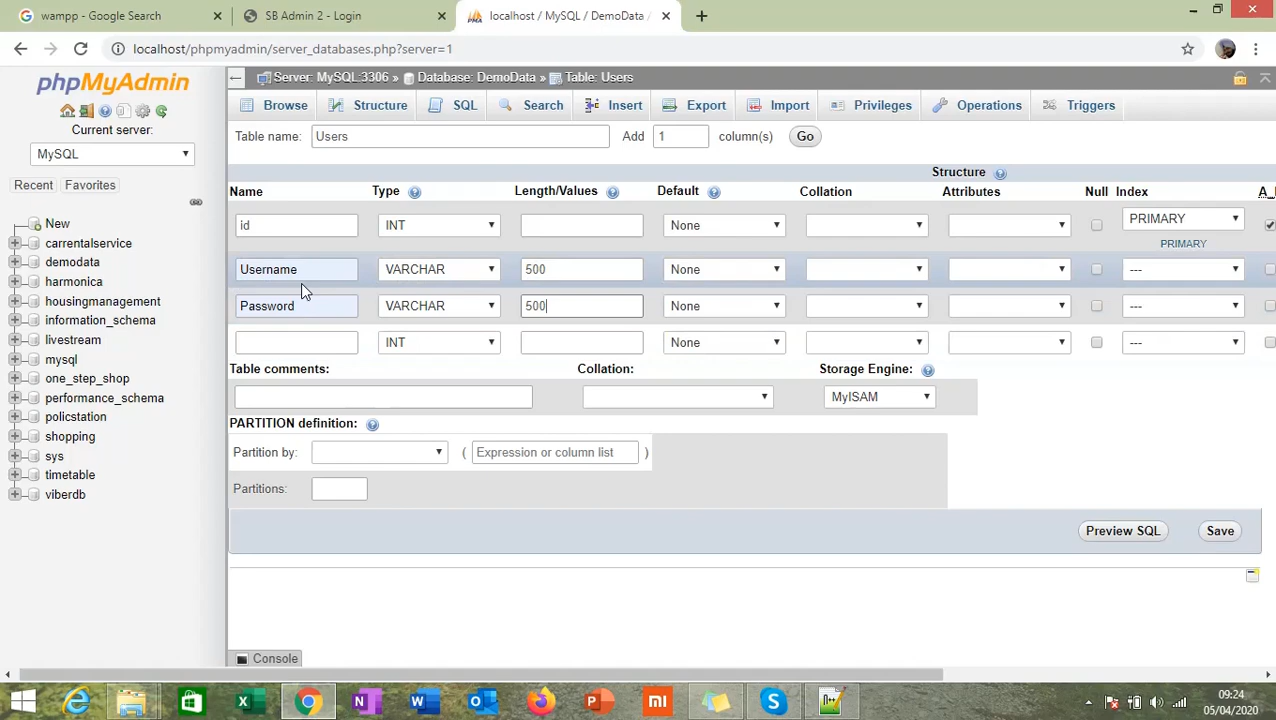 wampp - Google Search
SB Admin 2 - Login
PMA
localhost / MySQL / DemoData /
localhost/phpmyadmin/server_databases.php?server=1
phpMyAdmin
Current server:
MySQL
Recent
Favorites
New
carrentalservice
demodata
harmonica
housingmanagement
information_schema
livestream
mysql
one_step_shop
performance_schema
policstation
shopping
sys
timetable
viberdb
Server: MySQL:3306 » Database: DemoData » Table: Users
Browse Structure SQL Search Insert Export Import Privileges Operations Triggers
Table name: Users Add 1 column(s) Go
Structure
Name Type Length/Values Default Collation Attributes Null Index A_
id INT None PRIMARY
PRIMARY
Username VARCHAR 500 None ---
Password VARCHAR 500 None ---
INT None ---
Table comments: Collation: Storage Engine:
MyISAM
PARTITION definition:
Partition by: ( Expression or column list )
Partitions:
Preview SQL Save
Console
09:24
05/04/2020